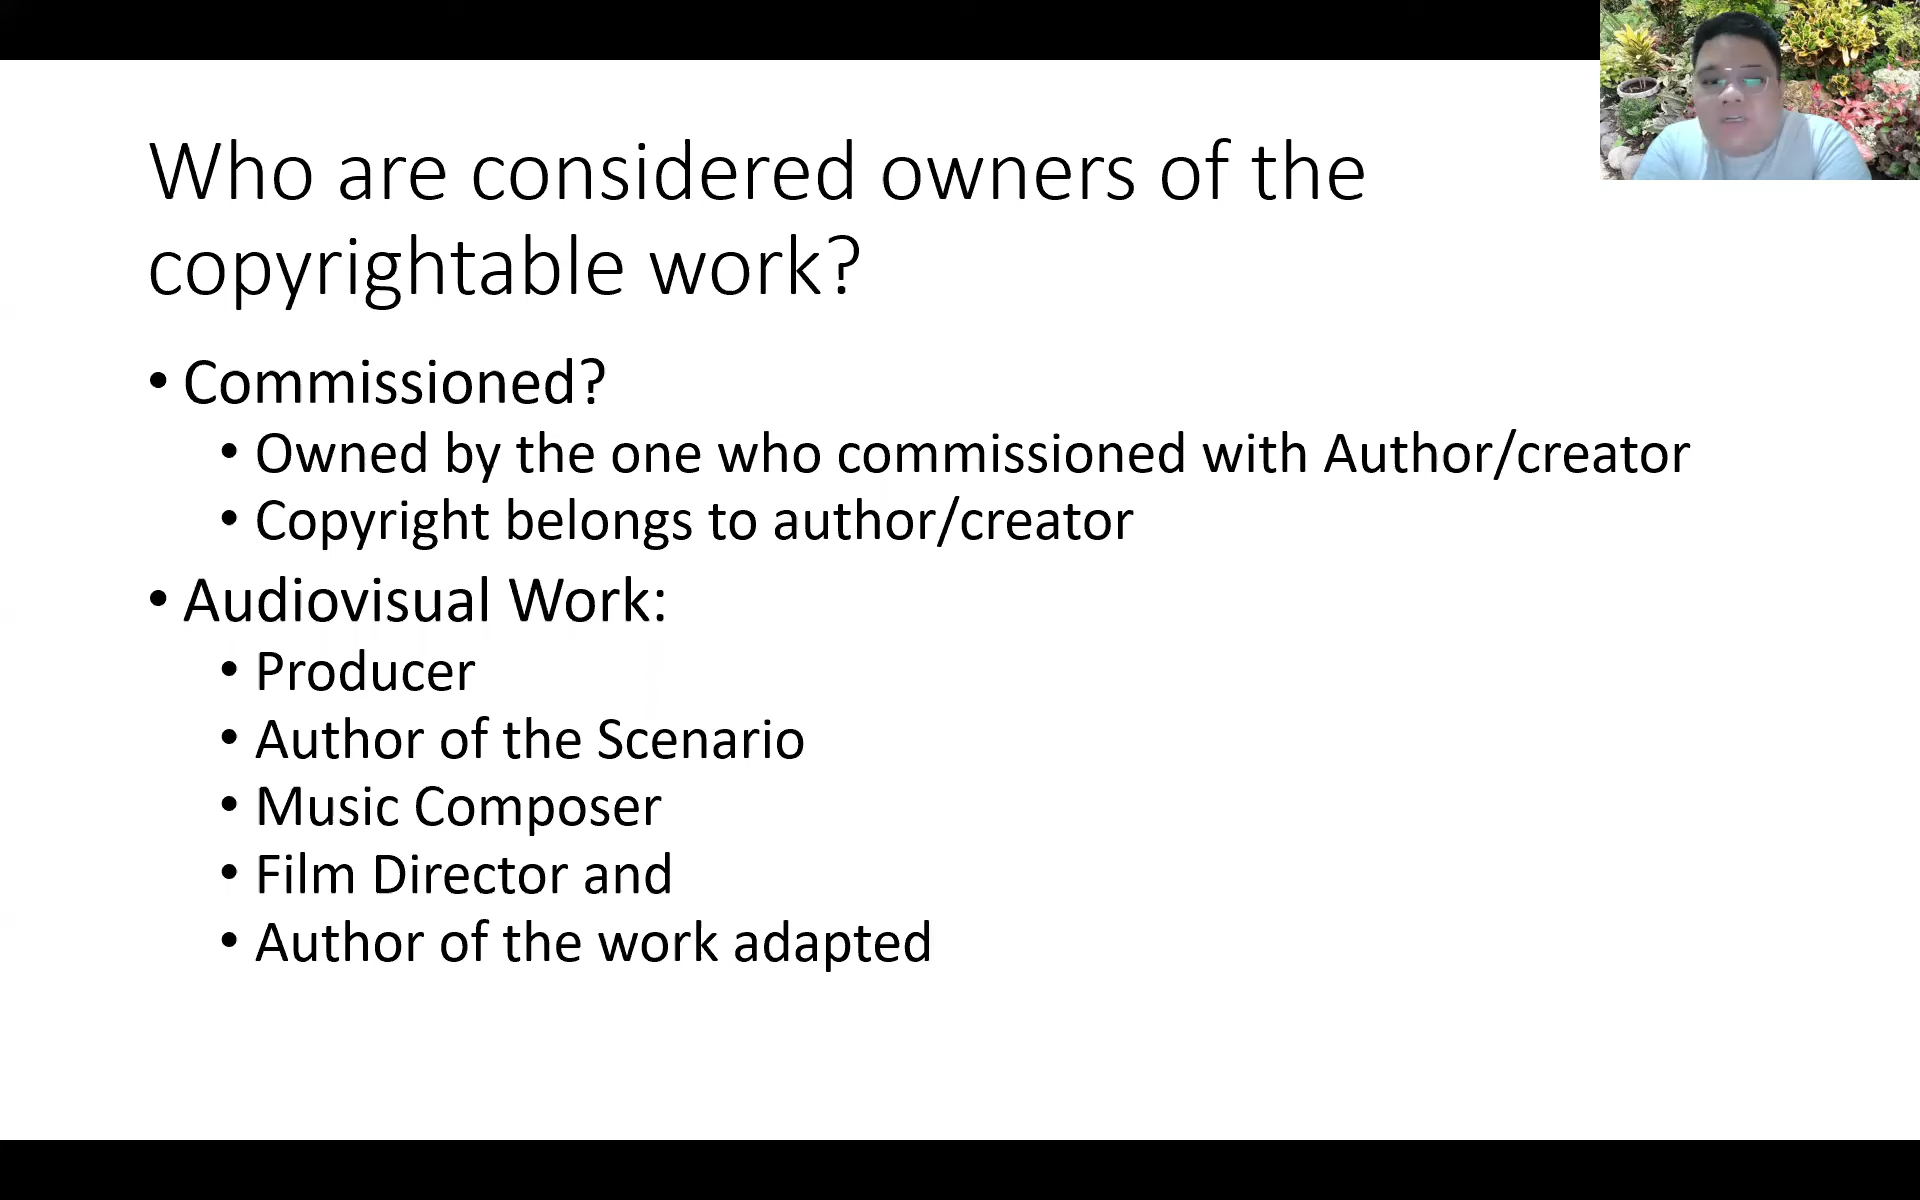 Who are considered owners of the
copyrightable work?
• Commissioned?
• Owned by the one who commissioned with Author/creator
• Copyright belongs to author/creator
• Audiovisual Work:
• Producer
• Author of the Scenario
• Music Composer
• Film Director and
• Author of the work adapted